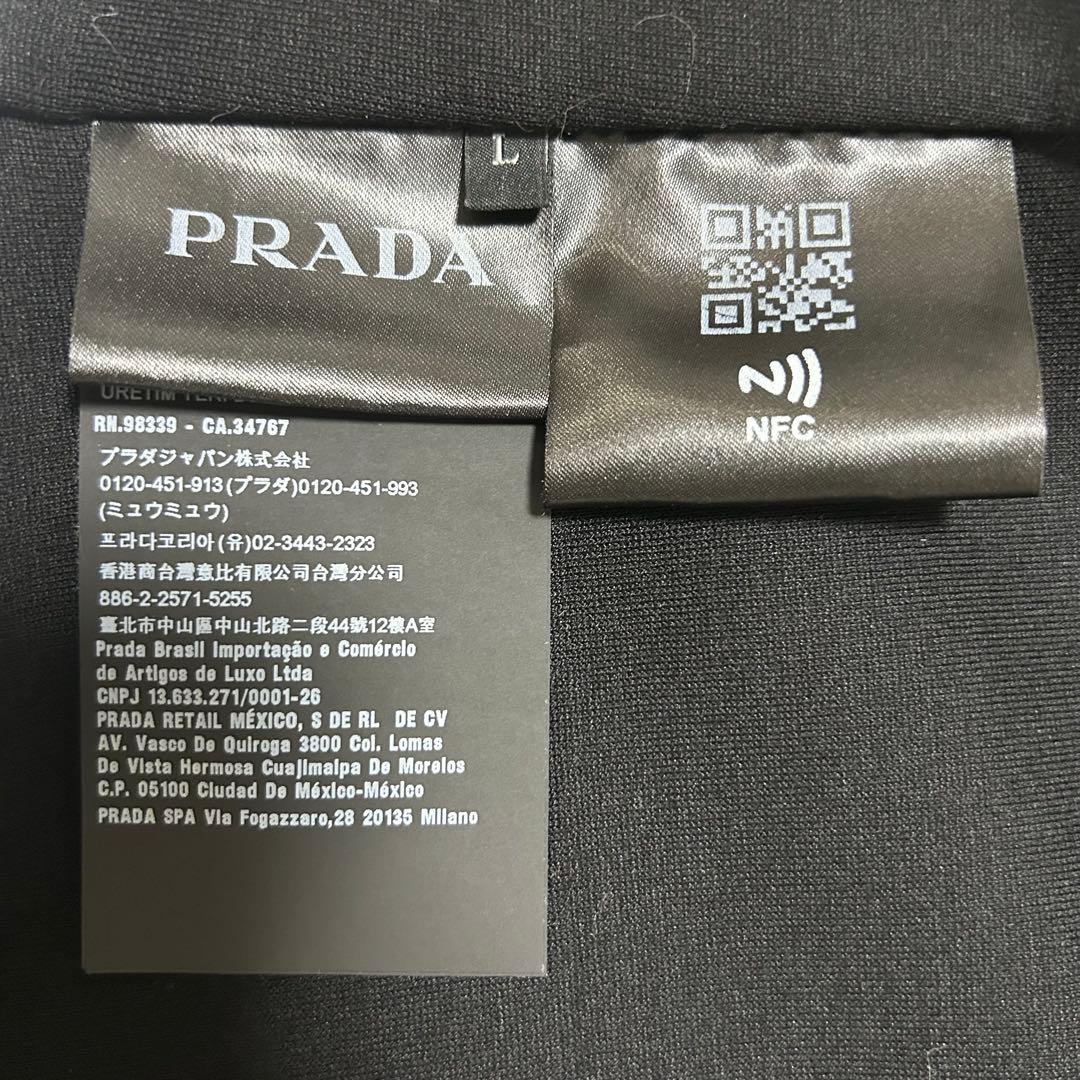 L
PRADA
NFC
ÜRETİM
RN.98339 - CA.34767
プラダジャパン株式会社
0120-451-913(プラダ)0120-451-993
(ミュウミュウ)
프라다코리아(유)02-3443-2323
香港商台灣意比有限公司台灣分公司
886-2-2571-5255
臺北市中山區中山北路二段44號12樓A室
Prada Brasil Importação e Comércio
de Artigos de Luxo Ltda
CNPJ 13.633.271/0001-26
PRADA RETAIL MÉXICO, S DE RL DE CV
AV. Vasco De Quiroga 3800 Col. Lomas
De Vista Hermosa Cuajimalpa De Morelos
C.P. 05100 Ciudad De México-México
PRADA SPA Via Fogazzaro,28 20135 Milano